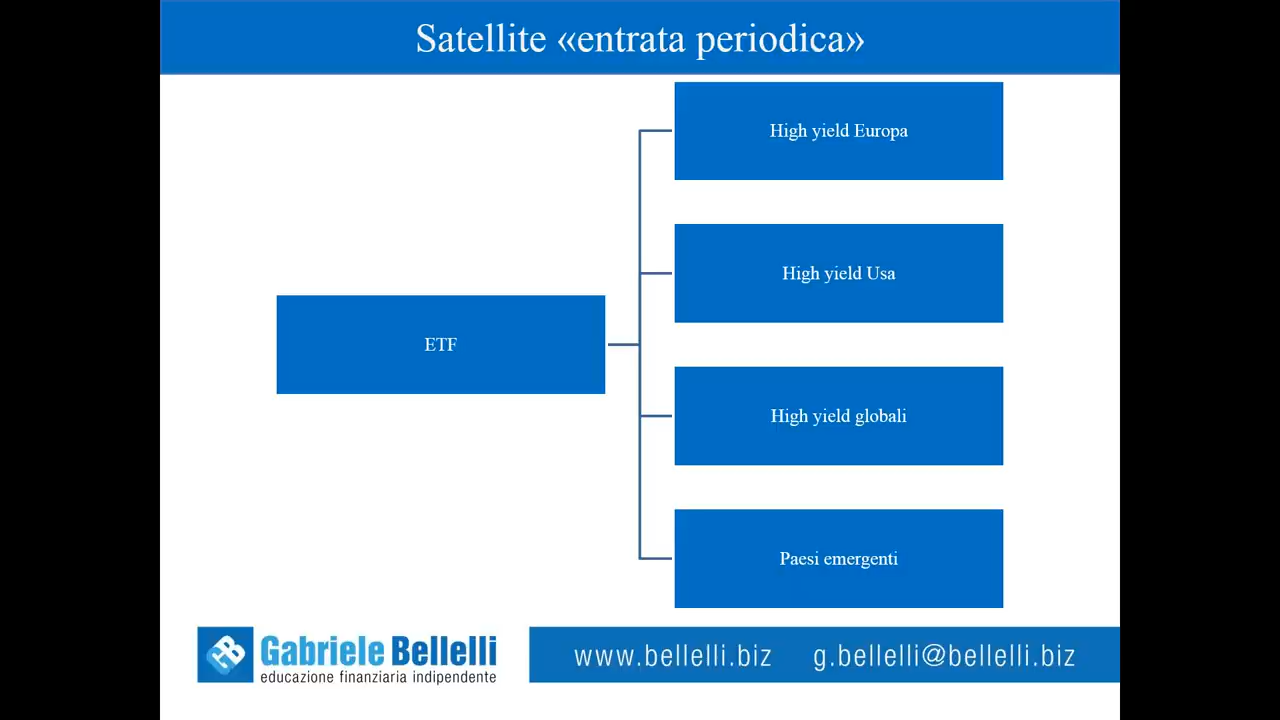 Satellite «entrata periodica»
ETF
High yield Europa
High yield Usa
High yield globali
Paesi emergenti
Gabriele Bellelli
educazione finanziaria indipendente
www.bellelli.biz g.bellelli@bellelli.biz